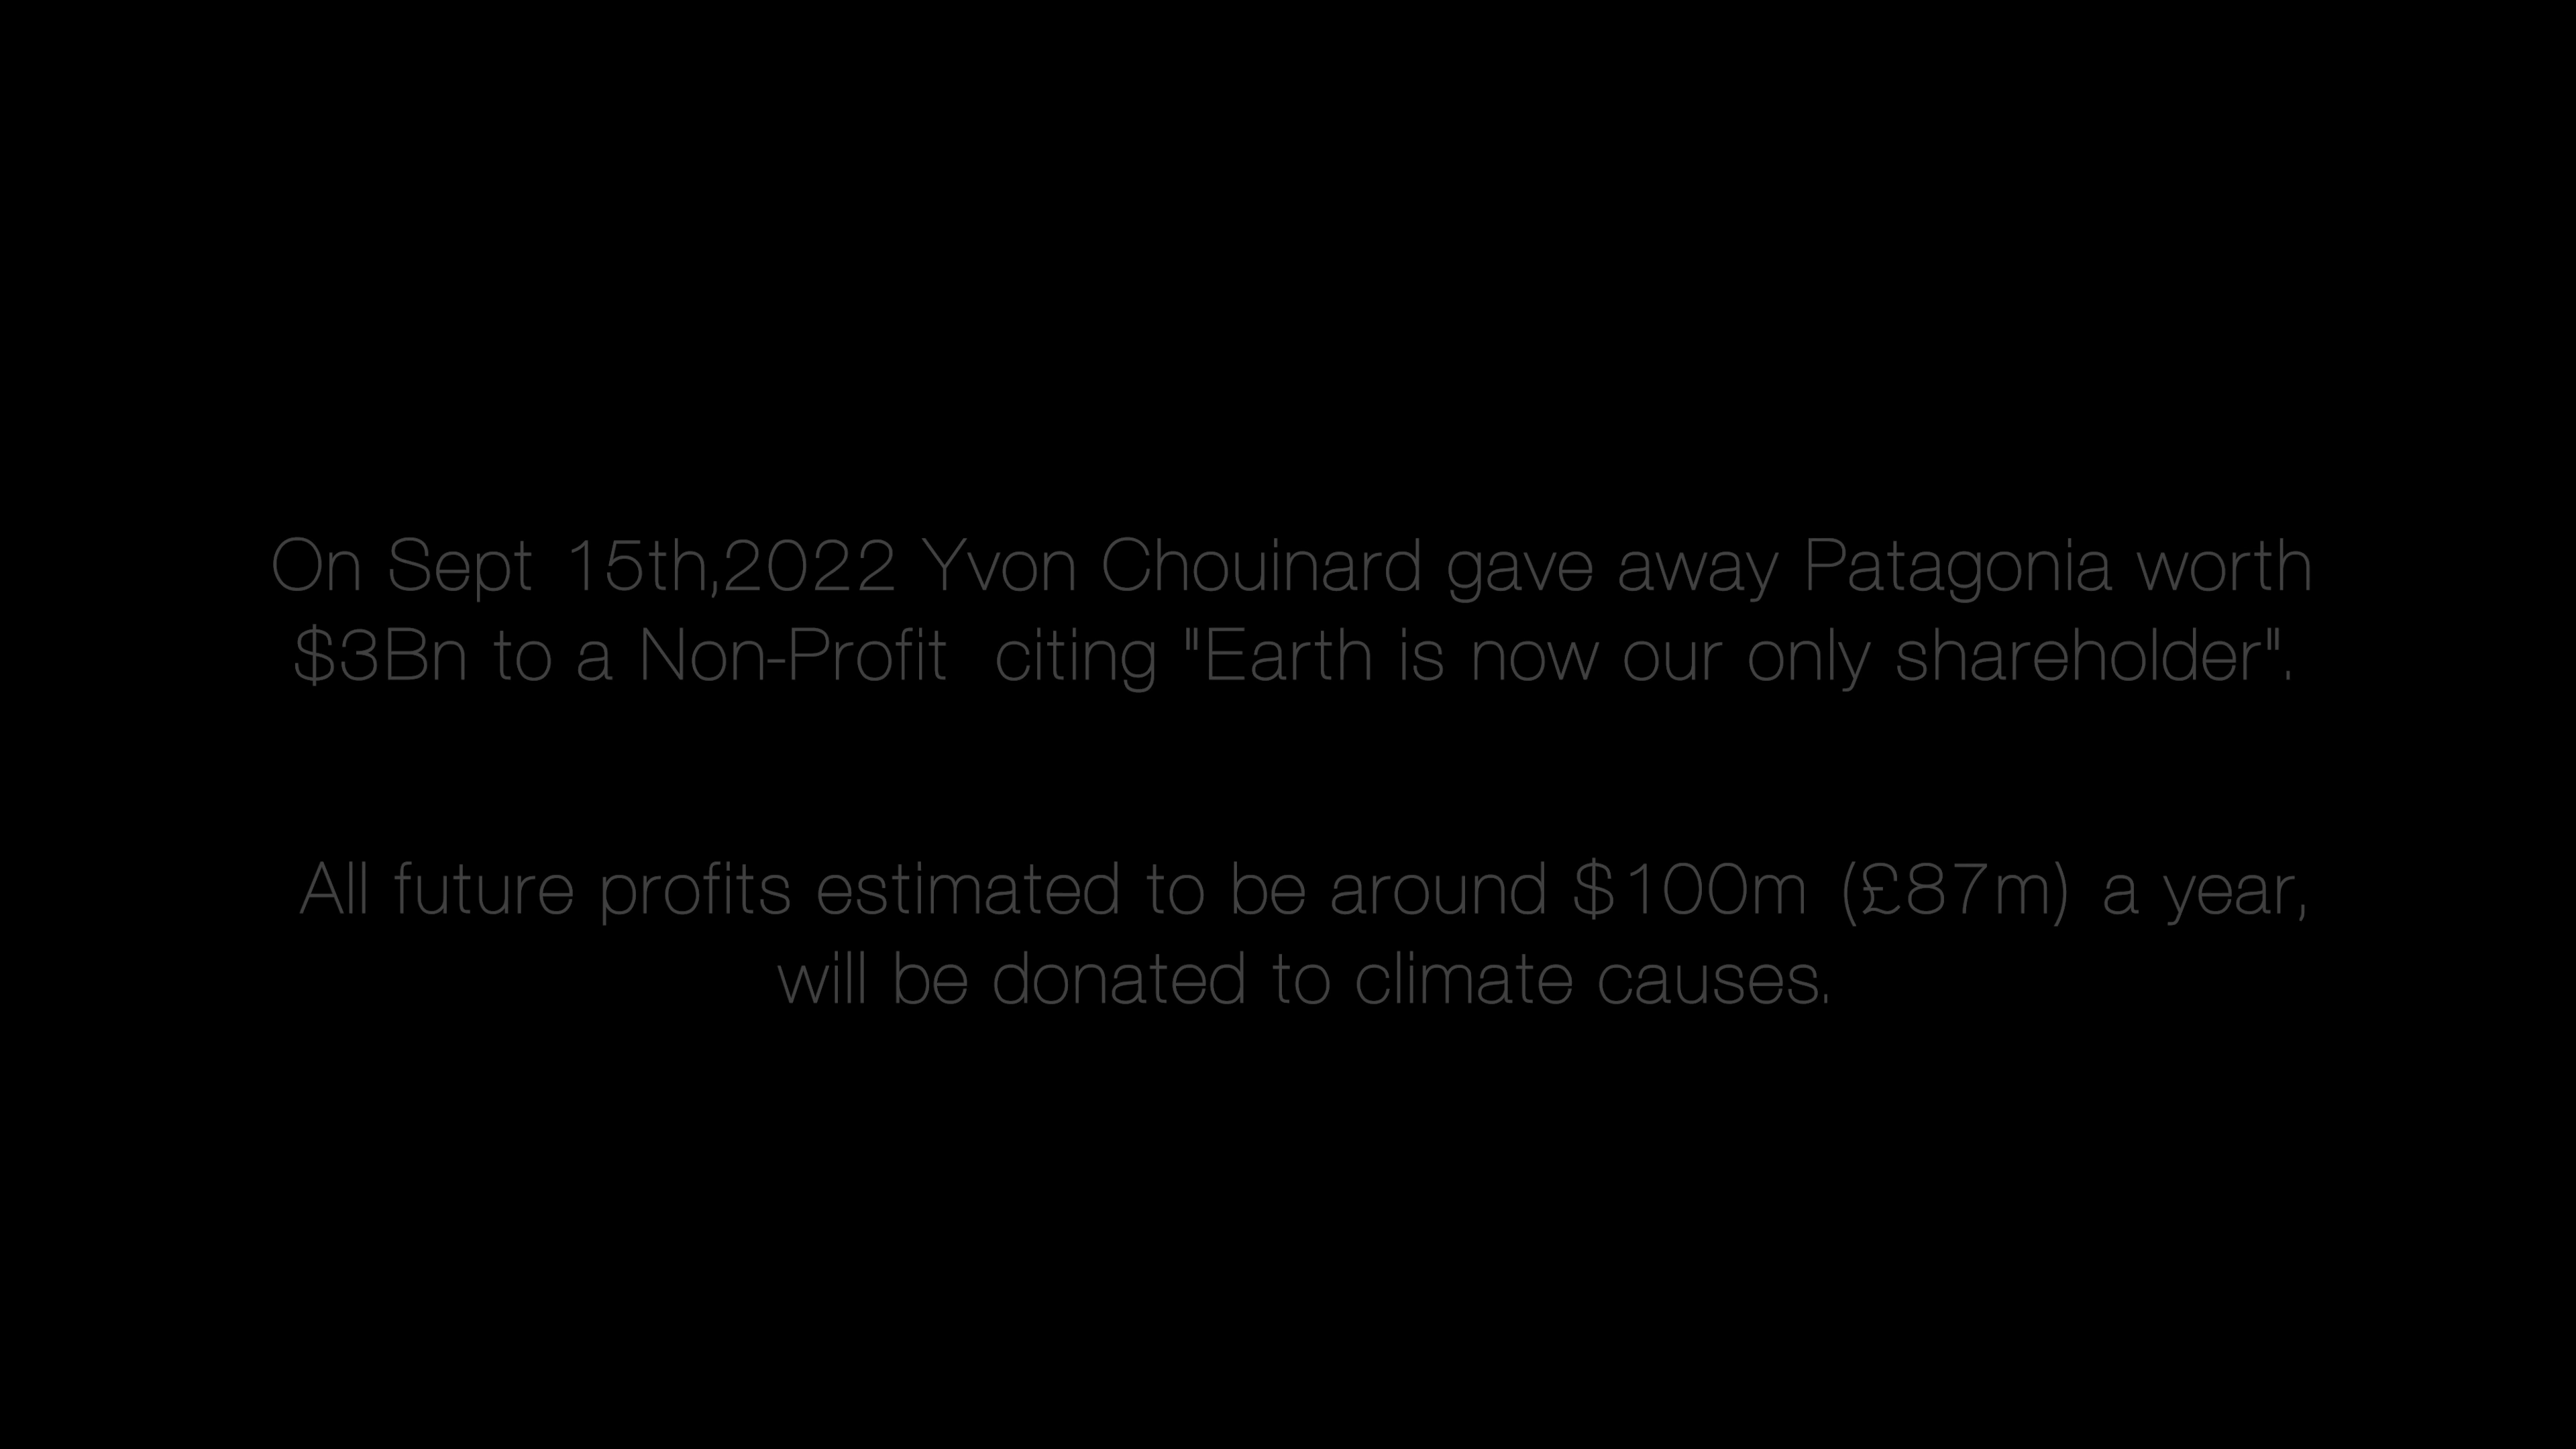 On Sept 15th,2022 Yvon Chouinard gave away Patagonia worth
$3Bn to a Non-Profit  citing "Earth is now our only shareholder".
All future profits estimated to be around $100m (£87m) a year,
will be donated to climate causes.